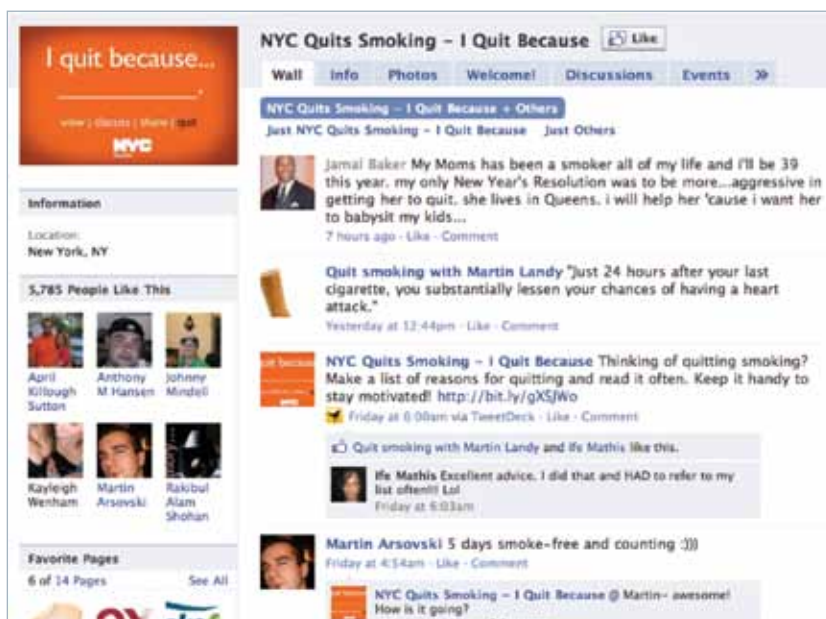 I quit because...
view | discuss | share | quit
NYC
Information
Location:
New York, NY
5,785 People Like This
April
Killough
Sutton
Anthony
M Hansen
Johnny
Mindell
Kayleigh
Wenham
Martin
Arsovski
Rakibul
Alam
Shohan
Favorite Pages
6 of 14 Pages
See All
NYC Quits Smoking – I Quit Because
Like
Wall Info Photos Welcome! Discussions Events »
NYC Quits Smoking – I Quit Because + Others
Just NYC Quits Smoking – I Quit Because Just Others
Jamal Baker My Moms has been a smoker all of my life and i'll be 39
this year. my only New Year's Resolution was to be more...aggressive in
getting her to quit. she lives in Queens. i will help her 'cause i want her
to babysit my kids...
7 hours ago · Like · Comment
Quit smoking with Martin Landy "Just 24 hours after your last
cigarette, you substantially lessen your chances of having a heart
attack."
Yesterday at 12:44pm · Like · Comment
NYC Quits Smoking – I Quit Because Thinking of quitting smoking?
Make a list of reasons for quitting and read it often. Keep it handy to
stay motivated! http://bit.ly/gXSJWo
Friday at 6:00am via TweetDeck · Like · Comment
Quit smoking with Martin Landy and Ife Mathis like this.
Ife Mathis Excellent advice. I did that and HAD to refer to my
list often!!! Lol
Friday at 6:03am
Martin Arsovski 5 days smoke-free and counting :)))
Friday at 4:54am · Like · Comment
NYC Quits Smoking – I Quit Because @ Martin– awesome!
How is it going?